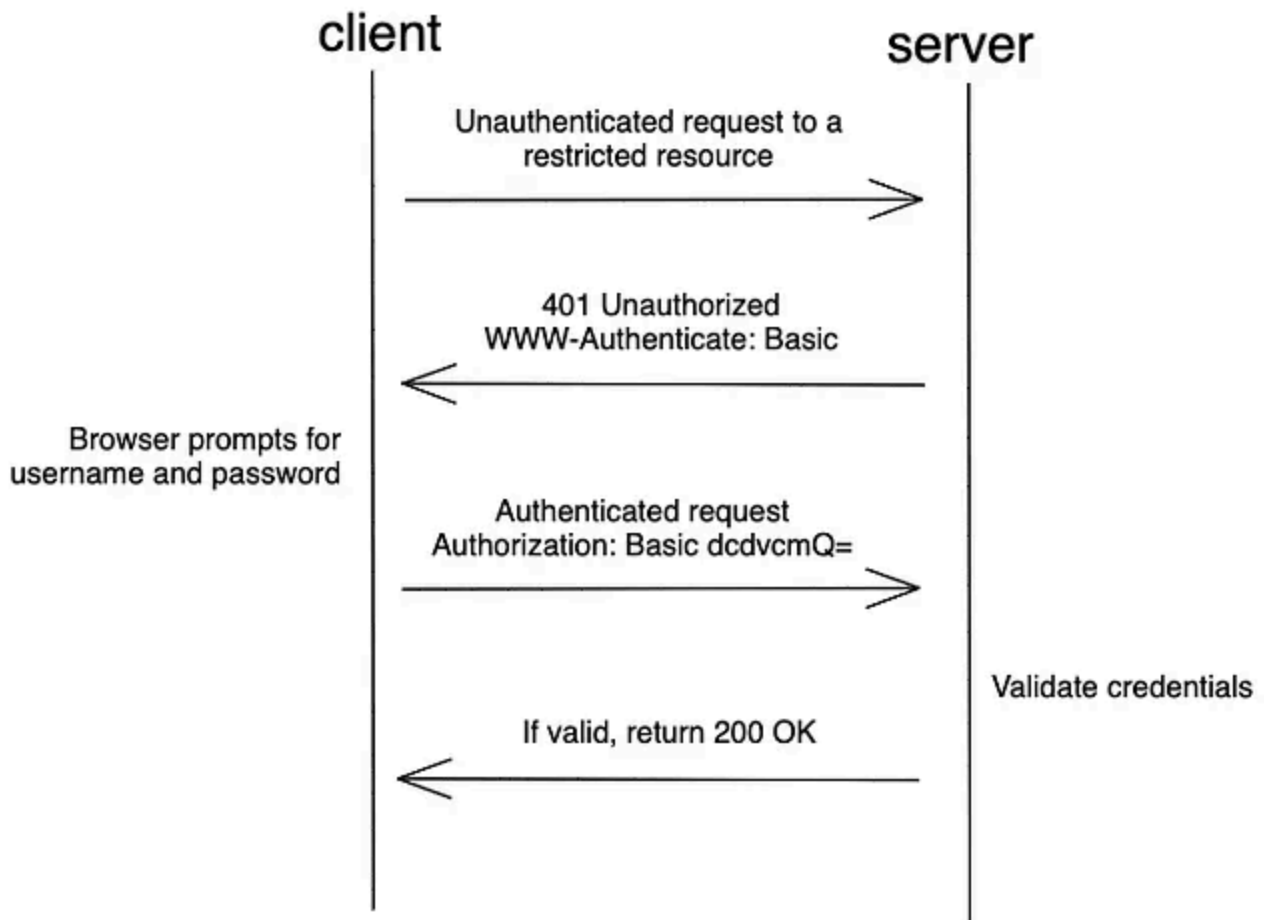 client
server
Unauthenticated request to a
restricted resource
401 Unauthorized
WWW-Authenticate: Basic
Browser prompts for
username and password
Authenticated request
Authorization: Basic dcdvcmQ=
Validate credentials
If valid, return 200 OK